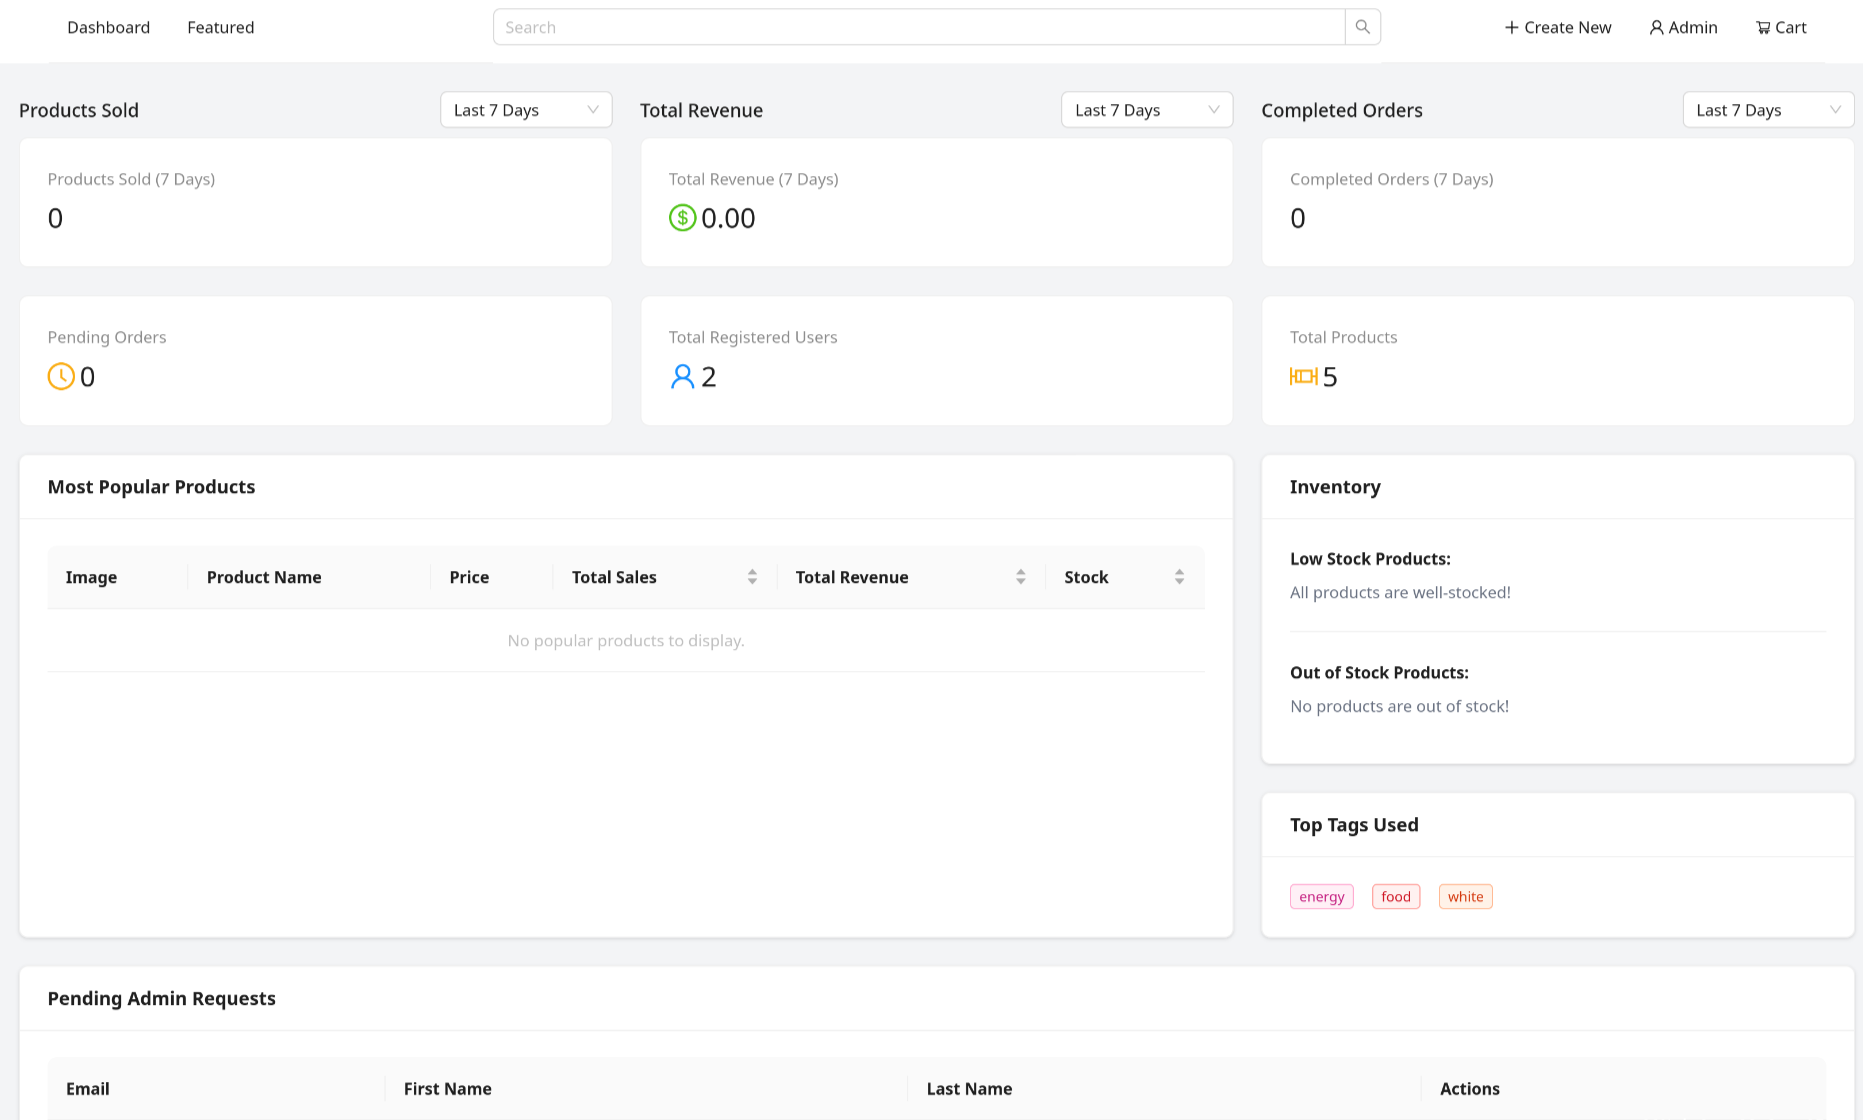 Dashboard
Featured
Search
Create New
Admin
Cart
Products Sold
Last 7 Days
Total Revenue
Last 7 Days
Completed Orders
Last 7 Days
Products Sold (7 Days)
0
Total Revenue (7 Days)
$ 0.00
Completed Orders (7 Days)
0
Pending Orders
0
Total Registered Users
2
Total Products
5
Most Popular Products
Image
Product Name
Price
Total Sales
Total Revenue
Stock
No popular products to display.
Inventory
Low Stock Products:
All products are well-stocked!
Out of Stock Products:
No products are out of stock!
Top Tags Used
energy
food
white
Pending Admin Requests
Email
First Name
Last Name
Actions